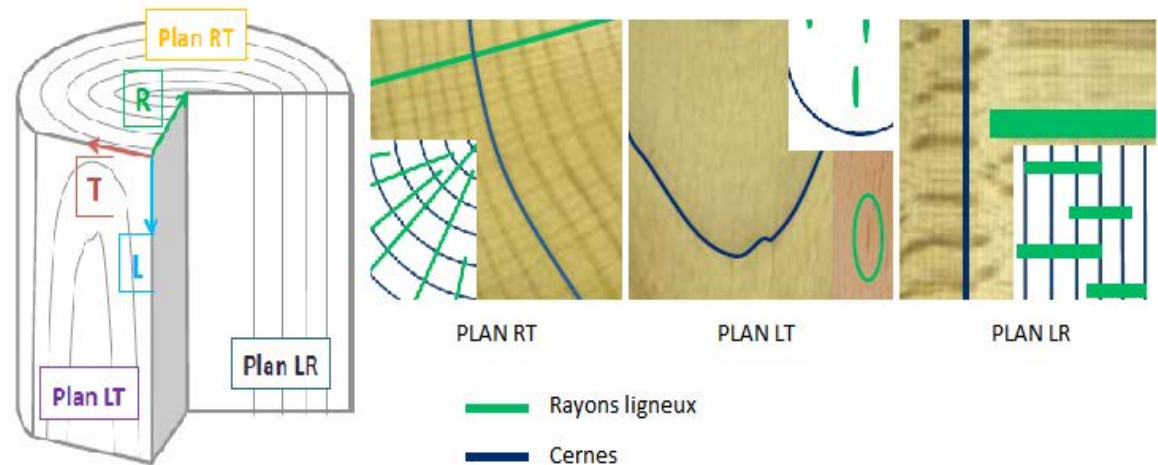 Plan RT
R
T
L
Plan LT
Plan LR
PLAN RT
PLAN LT
PLAN LR
Rayons ligneux
Cernes